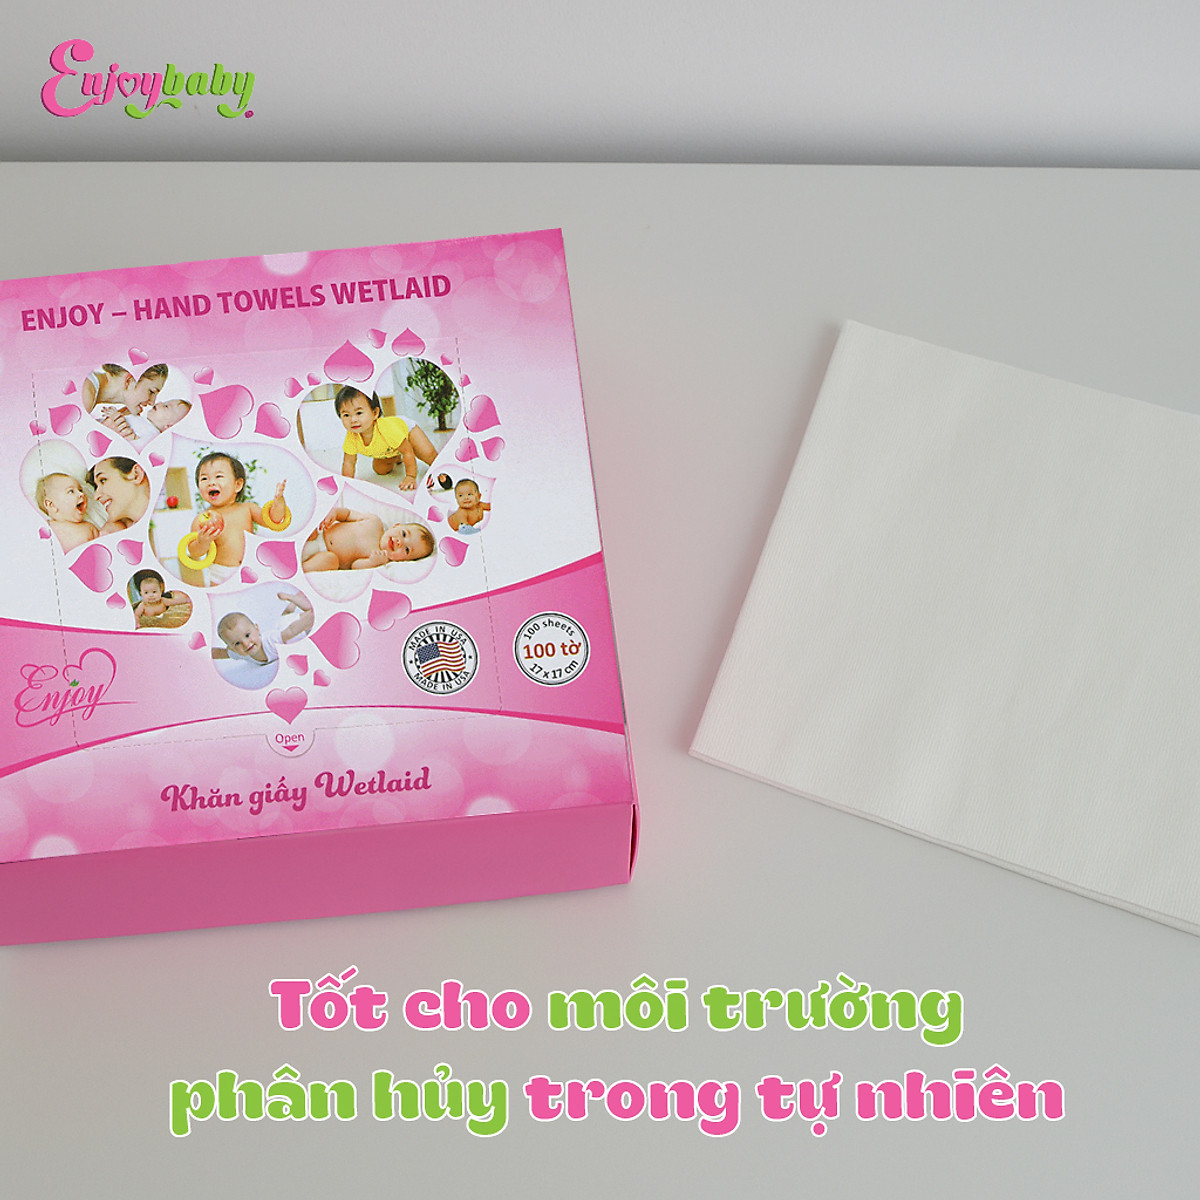 Enjoybaby
ENJOY – HAND TOWELS WETLAID
MADE IN USA
MADE IN USA
100 sheets
100 tờ
17 x 17 cm
Enjoy
Open
Khăn giấy Wetlaid
Tốt cho môi trường
phân hủy trong tự nhiên